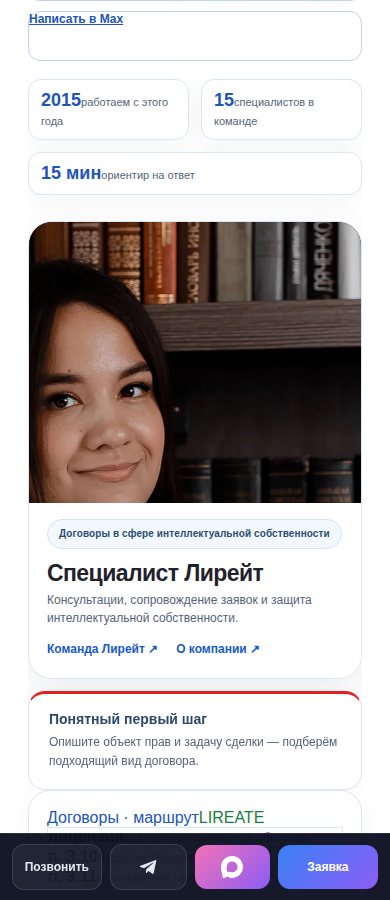 Написать в Max
2015работаем с этого
года
15специалистов в
команде
15 минориентир на ответ
Договоры в сфере интеллектуальной собственности
Специалист Лирейт
Консультации, сопровождение заявок и защита
интеллектуальной собственности.
Команда Лирейт ↗ О компании ↗
Понятный первый шаг
Опишите объект прав и задачу сделки — подберём
подходящий вид договора.
Договоры · маршрутLIREATE
Позвонить
Заявка